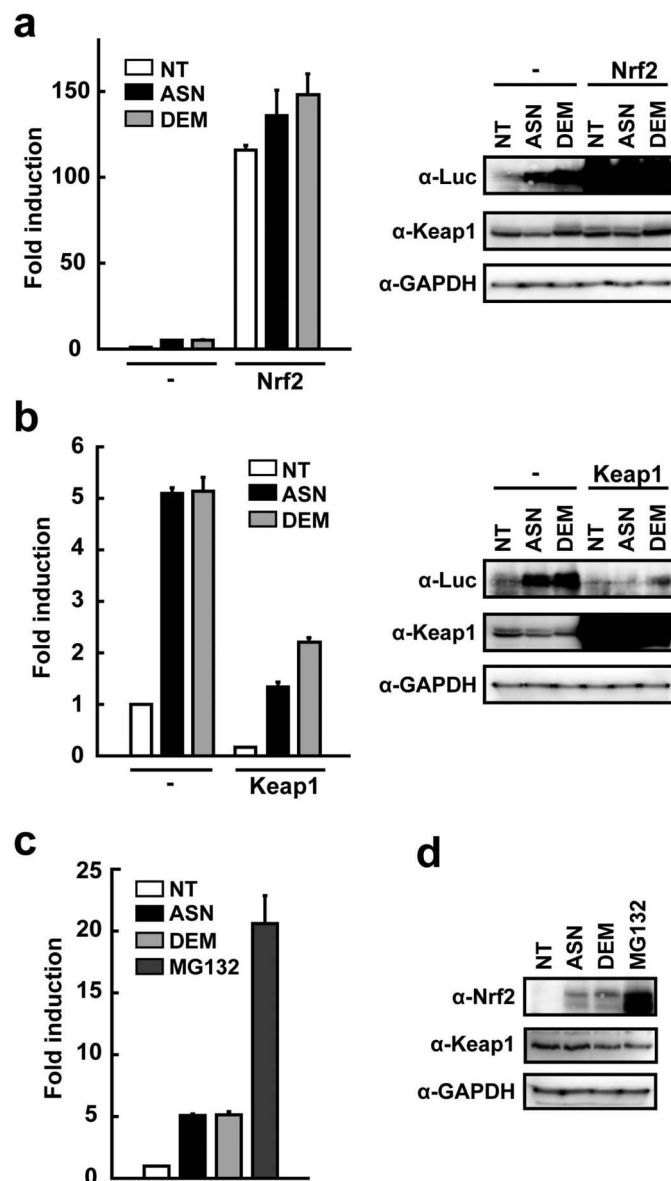 a
Fold induction
150
100
50
0
NT
ASN
DEM
-
Nrf2
- Nrf2
NT ASN DEM NT ASN DEM
α-Luc
α-Keap1
α-GAPDH
b
Fold induction
6
5
4
3
2
1
0
NT
ASN
DEM
-
Keap1
- Keap1
NT ASN DEM NT ASN DEM
α-Luc
α-Keap1
α-GAPDH
c
Fold induction
25
20
15
10
5
0
NT
ASN
DEM
MG132
d
NT ASN DEM MG132
α-Nrf2
α-Keap1
α-GAPDH